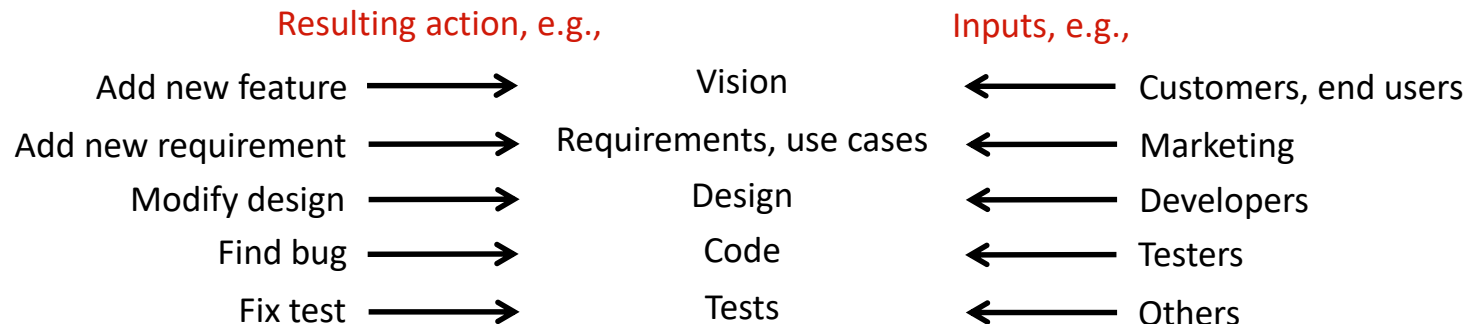 Resulting action, e.g., Inputs, e.g.,
Add new feature Vision Customers, end users
Add new requirement Requirements, use cases Marketing
Modify design Design Developers
Find bug Code Testers
Fix test Tests Others